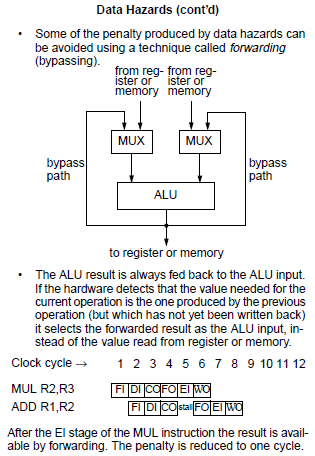 Data Hazards (cont'd)
• Some of the penalty produced by data hazards can
be avoided using a technique called forwarding
(bypassing).
from reg- from reg-
ister or ister or
memory memory
MUX MUX
bypass bypass
path path
ALU
to register or memory
• The ALU result is always fed back to the ALU input.
If the hardware detects that the value needed for the
current operation is the one produced by the previous
operation (but which has not yet been written back)
it selects the forwarded result as the ALU input, in-
stead of the value read from register or memory.
Clock cycle → 1 2 3 4 5 6 7 8 9 10 11 12
MUL R2,R3 FI DI CO FO EI WO
ADD R1,R2 FI DI CO stall FO EI WO
After the EI stage of the MUL instruction the result is avail-
able by forwarding. The penalty is reduced to one cycle.